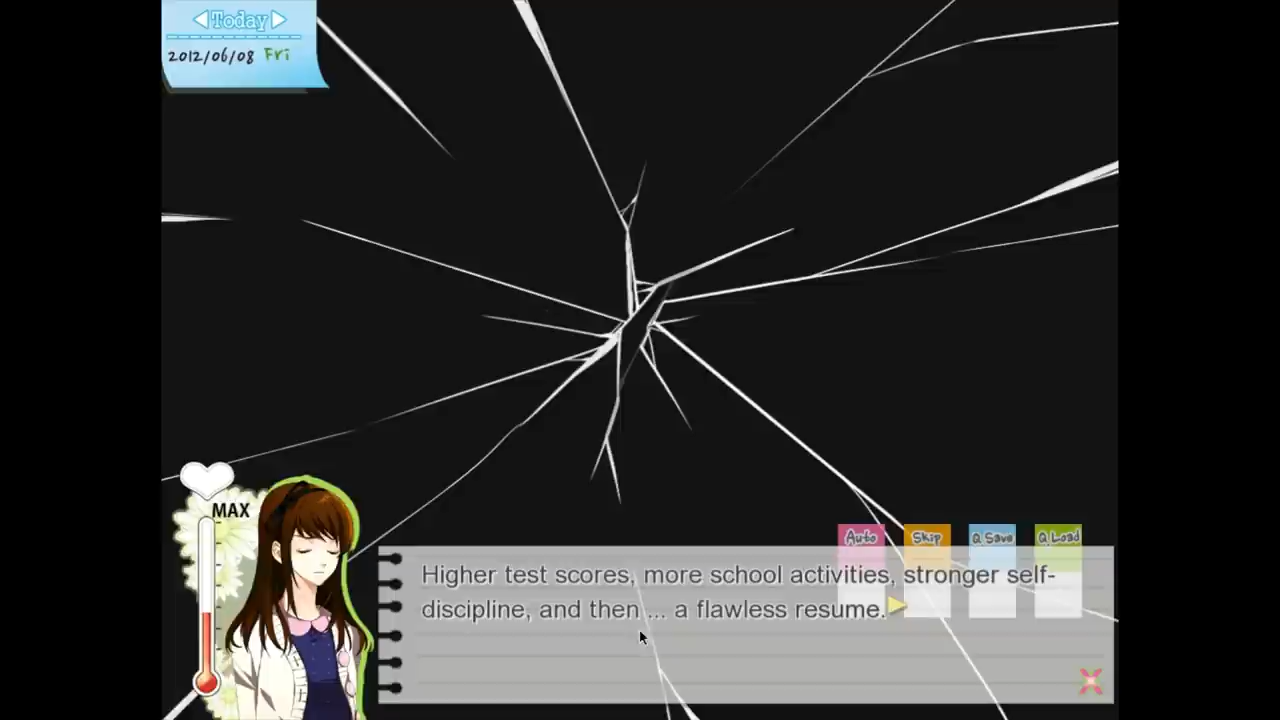 Today
2012/06/08 Fri
MAX
Auto
Skip
Q.Save
Q.Load
Higher test scores, more school activities, stronger self-
discipline, and then ... a flawless resume.